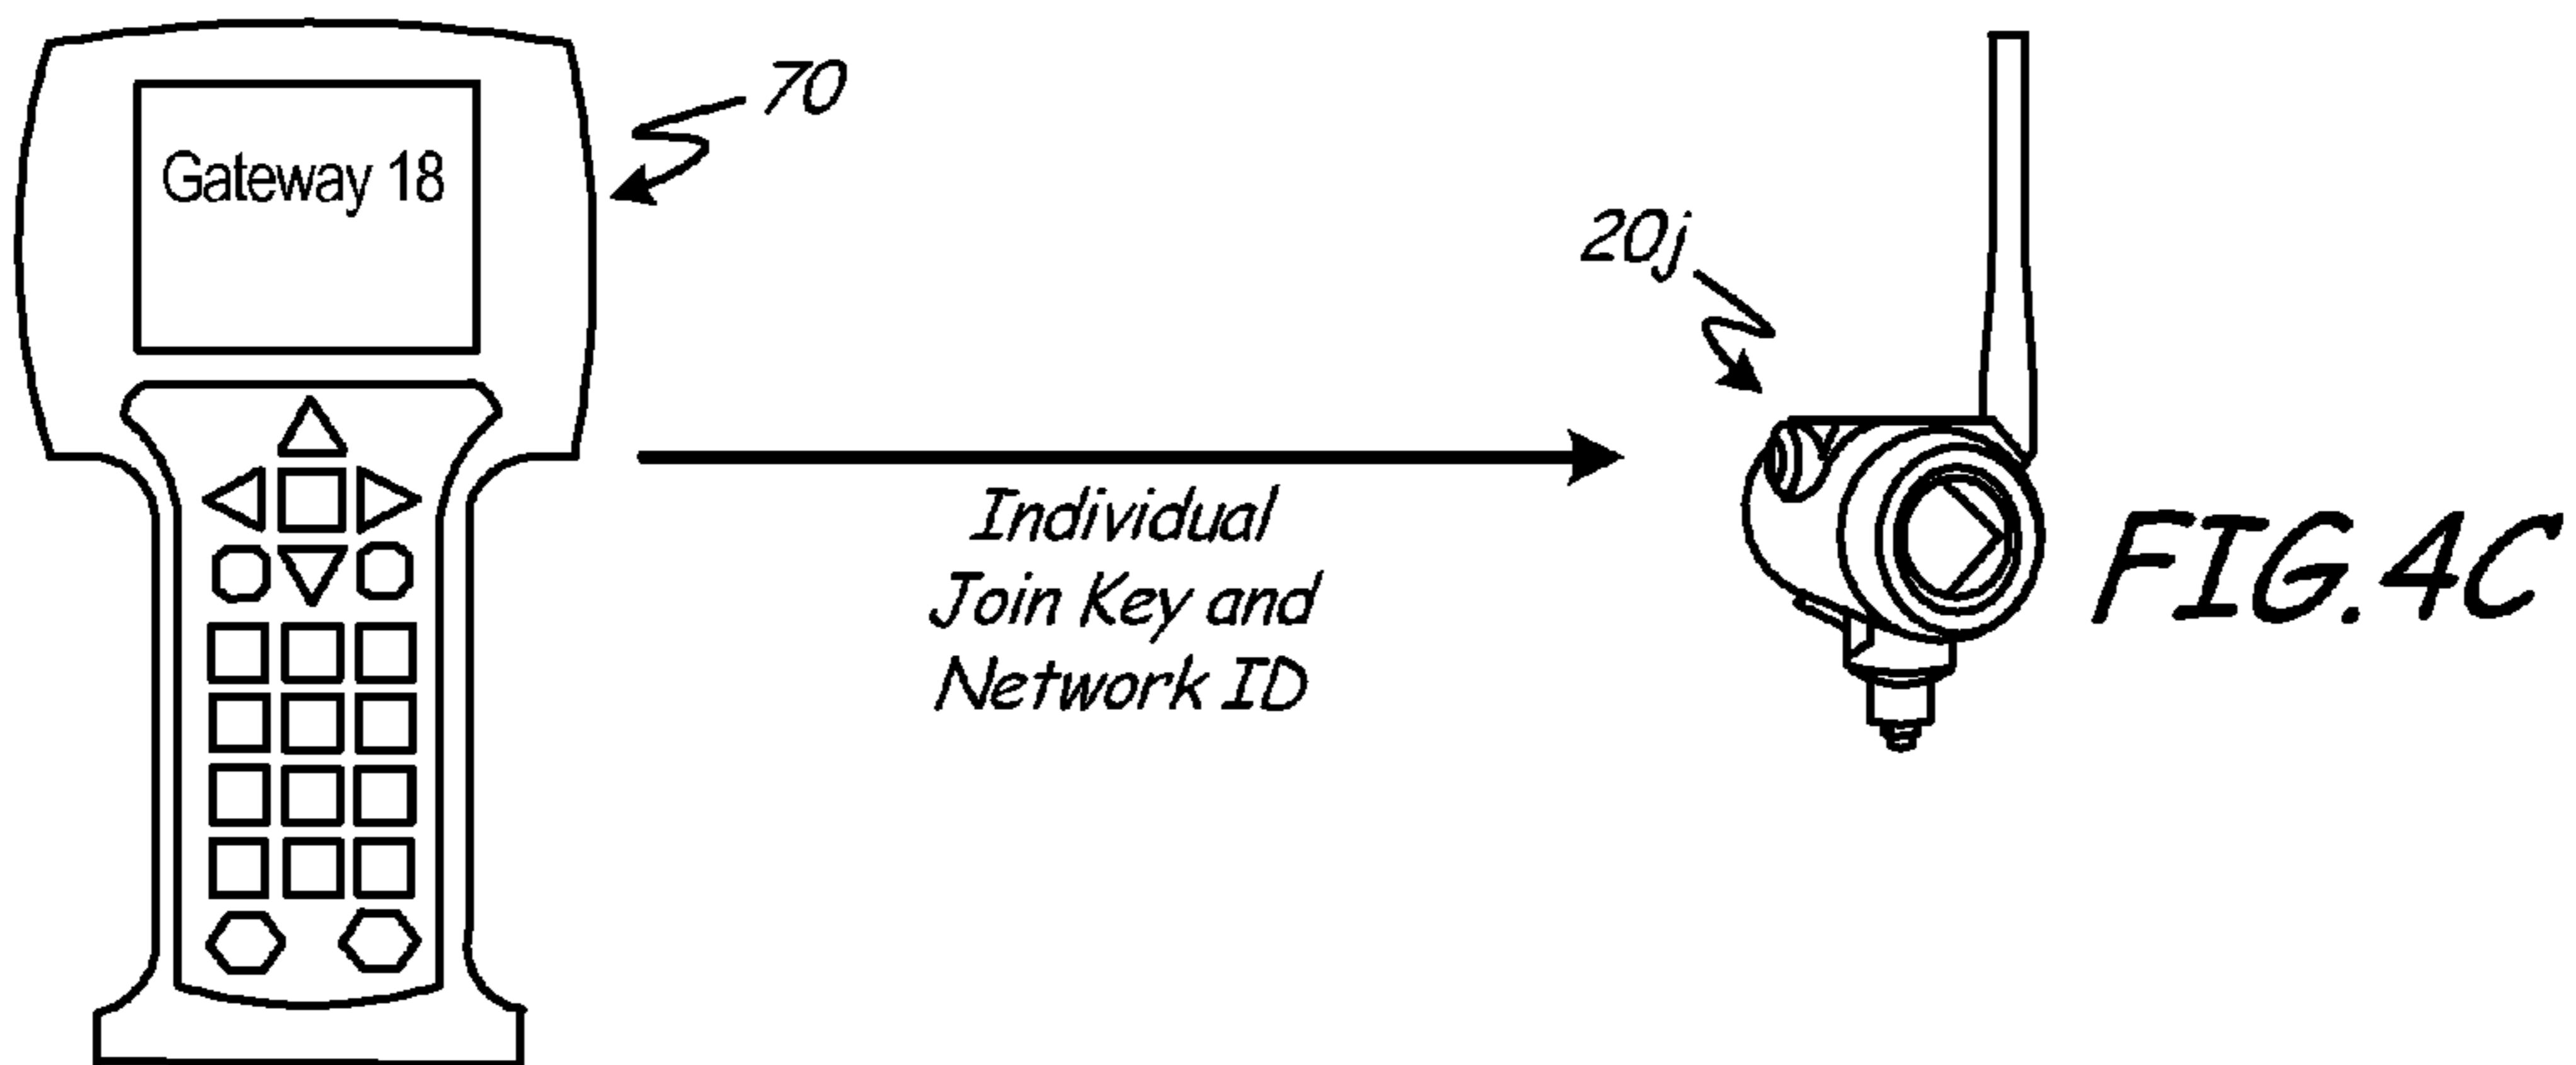 Gateway 18
70
20j
Individual
Join Key and
Network ID
FIG.4C